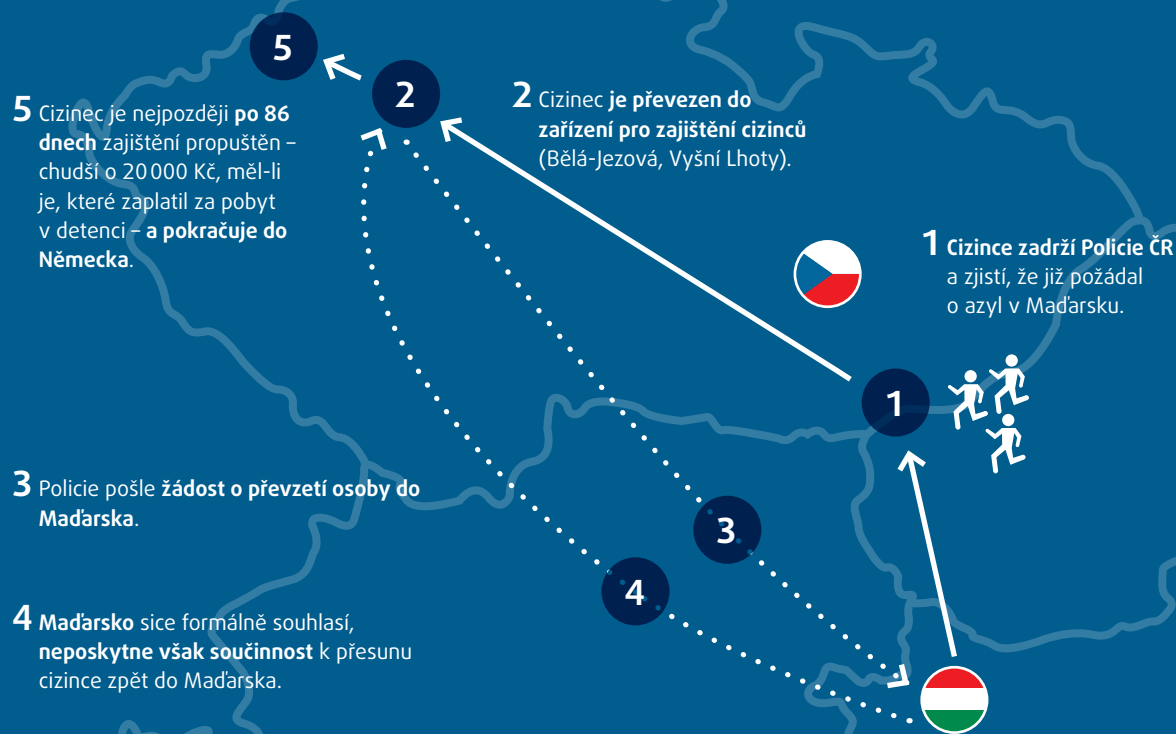 1 Cizince zadrží Policie ČR
a zjistí, že již požádal
o azyl v Maďarsku.
2 Cizinec je převezen do
zařízení pro zajištění cizinců
(Bělá-Jezová, Vyšní Lhoty).
3 Policie pošle žádost o převzetí osoby do
Maďarska.
4 Maďarsko sice formálně souhlasí,
neposkytne však součinnost k přesunu
cizince zpět do Maďarska.
5 Cizinec je nejpozději po 86
dnech zajištění propuštěn –
chudší o 20 000 Kč, měl-li
je, které zaplatil za pobyt
v detenci – a pokračuje do
Německa.
5
2
1
3
4